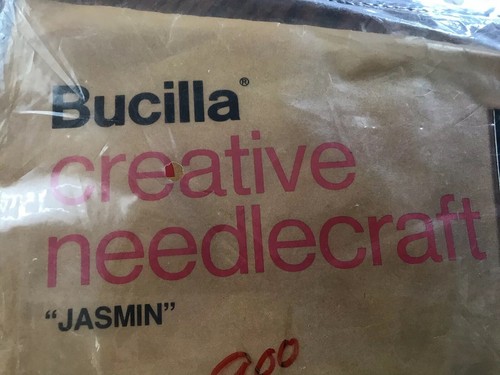 Bucilla®
creative
needlecraft
“JASMIN”